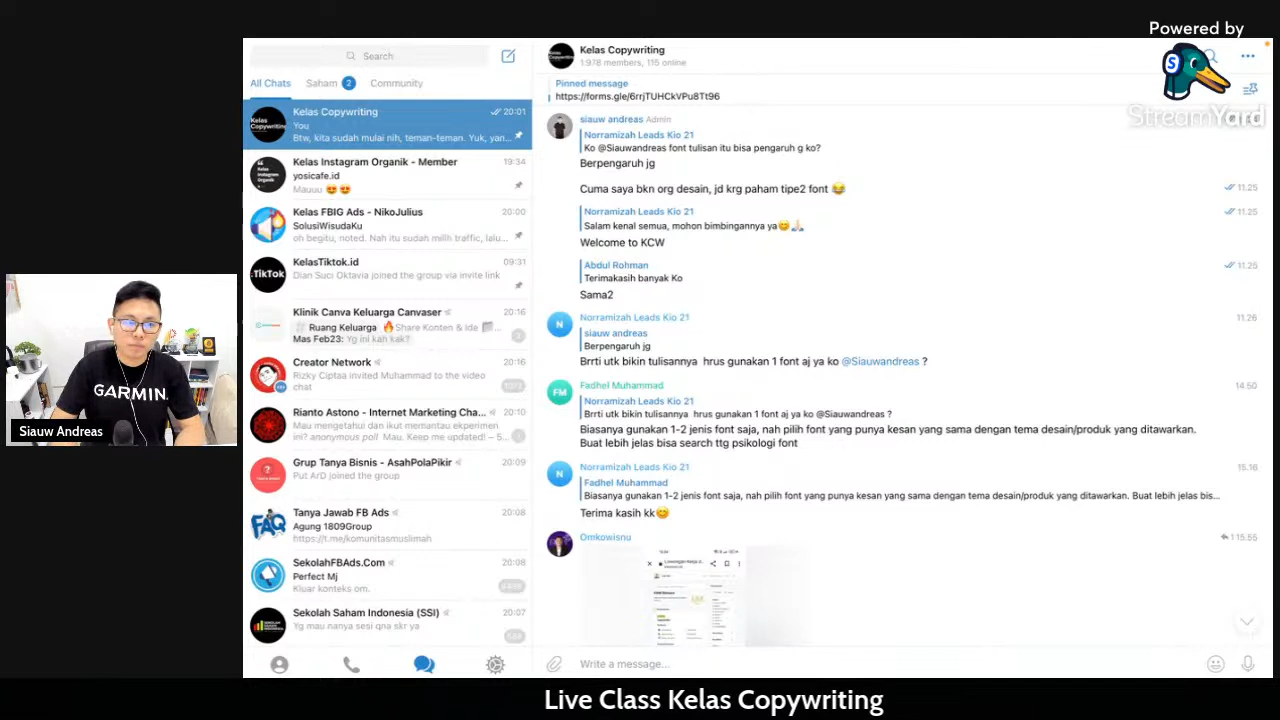 Powered by
StreamYard
Search
All Chats Saham 2 Community
Kelas Copywriting 20:01
You
Btw, kita sudah mulai nih, teman-teman. Yuk, yan...
Kelas Instagram Organik - Member 19:34
yosicafe.id
Mauuu 😍 😍
Kelas FBIG Ads - NikoJulius 20:00
SolusiWisudaKu
oh begitu, noted. Nah itu sudah milih traffic, lalu...
KelasTiktok.id 09:31
Dian Suci Oktavia joined the group via invite link
TikTok
Klinik Canva Keluarga Canvaser 20:16
# Ruang Keluarga 🔥Share Konten & Ide
Mas Feb23: Yg ini kah kak?
Creator Network 20:16
Rizky Ciptaa invited Muhammad to the video
chat
Rianto Astono - Internet Marketing Cha... 20:10
Mau mengetahui dan ikut memantau ekperimen
ini? anonymous poll Mau. Keep me updated! – 5...
Grup Tanya Bisnis - AsahPolaPikir 20:09
Put ArD joined the group
Tanya Jawab FB Ads 20:08
Agung 1809Group
https://t.me/komunitasmuslimah
FAQ
SekolahFBAds.Com 20:08
Perfect Mj
Kluar konteks om.
Sekolah Saham Indonesia (SSI) 20:07
Yg mau nanya sesi qna skr ya
Kelas Copywriting
1.978 members, 115 online
Pinned message
https://forms.gle/6rrjTUHCkVPu8Tt96
siauw andreas Admin
Norramizah Leads Kio 21
Ko @Siauwandreas font tulisan itu bisa pengaruh g ko?
Berpengaruh jg
Cuma saya bkn org desain, jd krg paham tipe2 font 😂 11.25
Norramizah Leads Kio 21 11.25
Salam kenal semua, mohon bimbingannya ya😊🙏🏻
Welcome to KCW
Abdul Rohman 11.25
Terimakasih banyak Ko
Sama2
N
Norramizah Leads Kio 21 11.26
siauw andreas
Berpengaruh jg
Brrti utk bikin tulisannya hrus gunakan 1 font aj ya ko @Siauwandreas ?
FM
Fadhel Muhammad 14.50
Norramizah Leads Kio 21
Brrti utk bikin tulisannya hrus gunakan 1 font aj ya ko @Siauwandreas ?
Biasanya gunakan 1-2 jenis font saja, nah pilih font yang punya kesan yang sama dengan tema desain/produk yang ditawarkan.
Buat lebih jelas bisa search ttg psikologi font
N
Norramizah Leads Kio 21 15.16
Fadhel Muhammad
Biasanya gunakan 1-2 jenis font saja, nah pilih font yang punya kesan yang sama dengan tema desain/produk yang ditawarkan. Buat lebih jelas bis...
Terima kasih kk😊
Omkowisnu 1 15.55
Write a message...
GARMIN.
Siauw Andreas
Live Class Kelas Copywriting